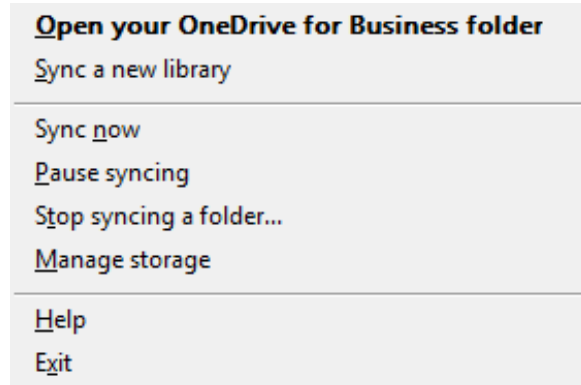 Open your OneDrive for Business folder
Sync a new library
Sync now
Pause syncing
Stop syncing a folder...
Manage storage
Help
Exit